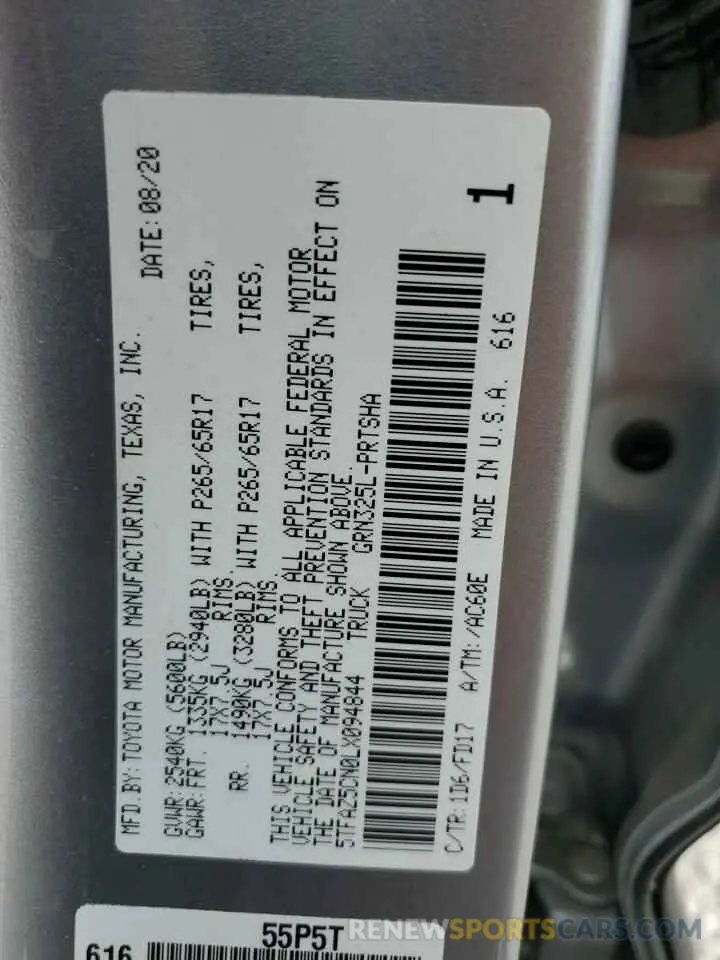 MFD.BY:TOYOTA MOTOR MANUFACTURING, TEXAS, INC.
DATE:08/20
GVWR:2540KG (5600LB)
GAWR:FRT. 1335KG (2940LB) WITH P265/65R17 TIRES,
17X7.5J RIMS.
RR. 1490KG (3280LB) WITH P265/65R17 TIRES,
17X7.5J RIMS.
THIS VEHICLE CONFORMS TO ALL APPLICABLE FEDERAL MOTOR
VEHICLE SAFETY AND THEFT PREVENTION STANDARDS IN EFFECT ON
THE DATE OF MANUFACTURE SHOWN ABOVE.
5TFAZ5CN0LX094844 TRUCK GRN325L-PRTSHA
1
C/TR:1D6/FD17 A/TM:/AC60E MADE IN U.S.A. 616
55P5T
616
RENEWSPORTSCARS.COM